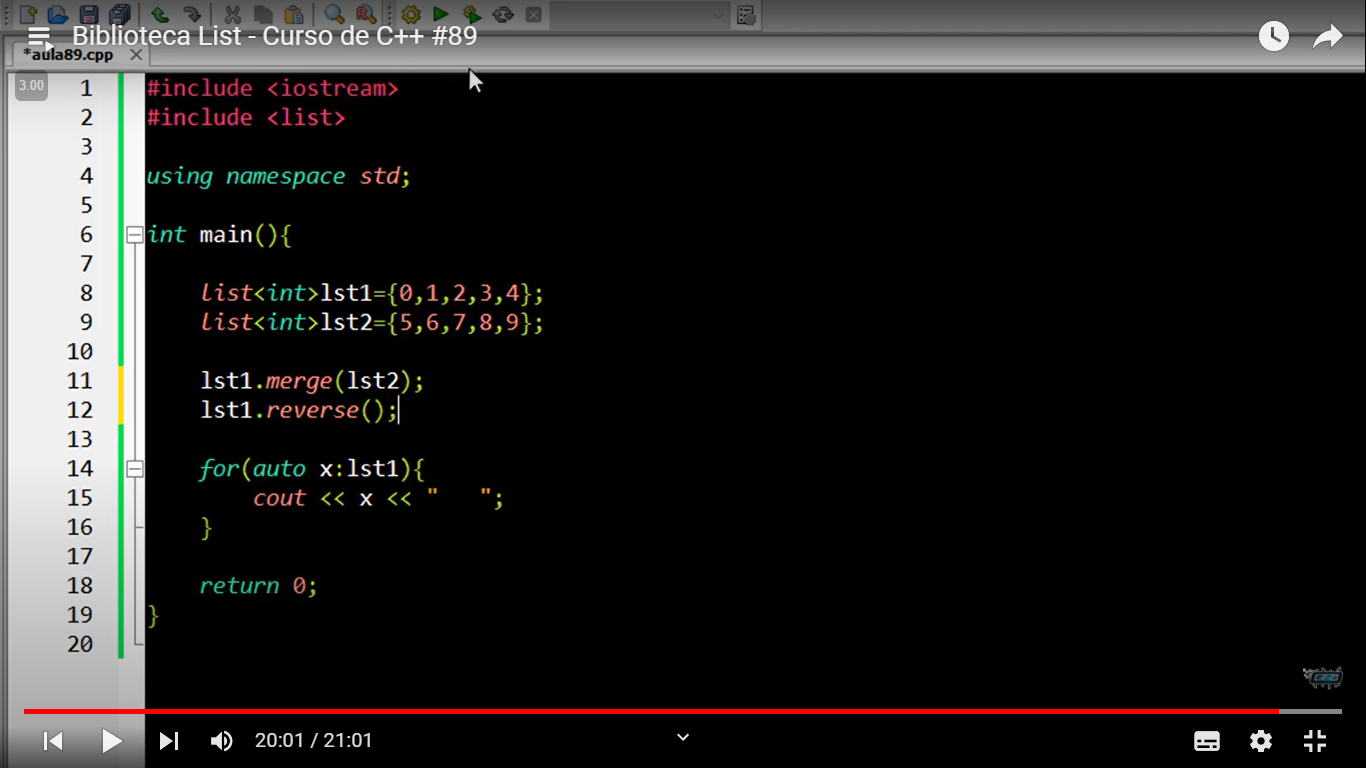 Biblioteca List - Curso de C++ #89
*aula89.cpp
3.00
1 #include <iostream>
2 #include <list>
3
4 using namespace std;
5
6 int main(){
7
8 list<int>lst1={0,1,2,3,4};
9 list<int>lst2={5,6,7,8,9};
10
11 lst1.merge(lst2);
12 lst1.reverse();
13
14 for(auto x:lst1){
15 cout << x << "   ";
16 }
17
18 return 0;
19 }
20
20:01 / 21:01